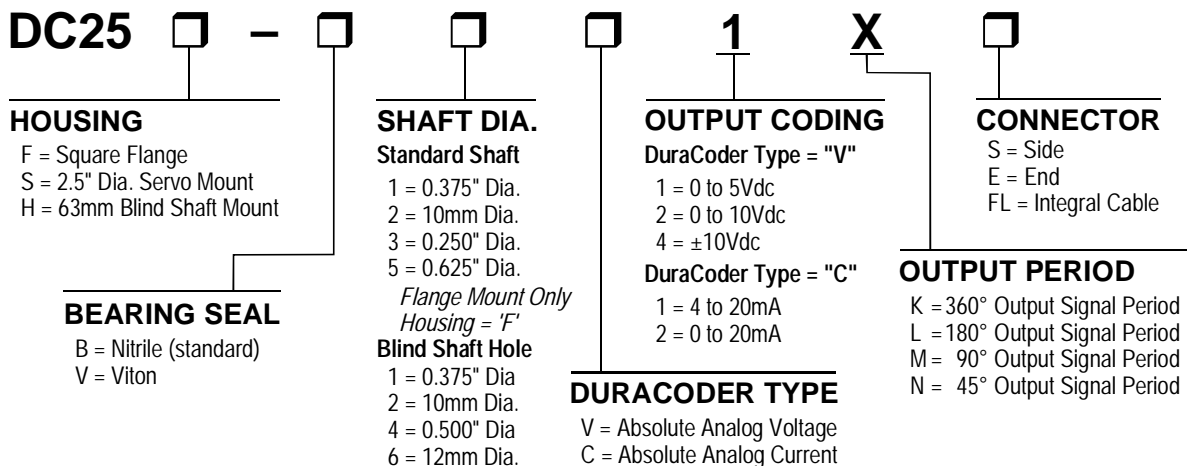 DC25 – 1 X
HOUSING
F = Square Flange
S = 2.5" Dia. Servo Mount
H = 63mm Blind Shaft Mount
BEARING SEAL
B = Nitrile (standard)
V = Viton
SHAFT DIA.
Standard Shaft
1 = 0.375" Dia.
2 = 10mm Dia.
3 = 0.250" Dia.
5 = 0.625" Dia.
Flange Mount Only
Housing = 'F'
Blind Shaft Hole
1 = 0.375" Dia
2 = 10mm Dia.
4 = 0.500" Dia
6 = 12mm Dia.
OUTPUT CODING
DuraCoder Type = "V"
1 = 0 to 5Vdc
2 = 0 to 10Vdc
4 = ±10Vdc
DuraCoder Type = "C"
1 = 4 to 20mA
2 = 0 to 20mA
DURACODER TYPE
V = Absolute Analog Voltage
C = Absolute Analog Current
CONNECTOR
S = Side
E = End
FL = Integral Cable
OUTPUT PERIOD
K = 360° Output Signal Period
L = 180° Output Signal Period
M = 90° Output Signal Period
N = 45° Output Signal Period